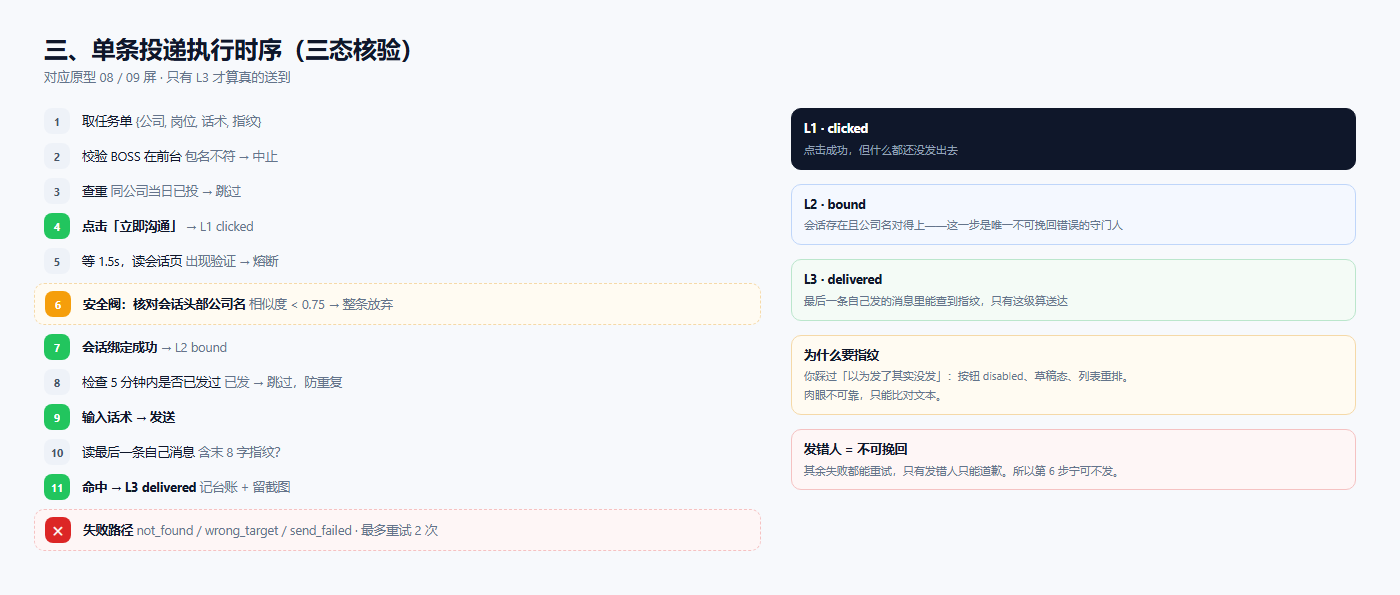 三、单条投递执行时序（三态核验）
对应原型 08 / 09 屏 · 只有 L3 才算真的送到
1 取任务单 {公司, 岗位, 话术, 指纹}
2 校验 BOSS 在前台 包名不符 → 中止
3 查重 同公司当日已投 → 跳过
4 点击「立即沟通」 → L1 clicked
5 等 1.5s，读会话页 出现验证 → 熔断
6 安全阀：核对会话头部公司名 相似度 < 0.75 → 整条放弃
7 会话绑定成功 → L2 bound
8 检查 5 分钟内是否已发过 已发 → 跳过，防重复
9 输入话术 → 发送
10 读最后一条自己消息 含末 8 字指纹?
11 命中 → L3 delivered 记台账 + 留截图
✕ 失败路径 not_found / wrong_target / send_failed · 最多重试 2 次
L1 · clicked
点击成功，但什么都还没发出去
L2 · bound
会话存在且公司名对得上——这一步是唯一不可挽回错误的守门人
L3 · delivered
最后一条自己发的消息里能查到指纹，只有这级算送达
为什么要指纹
你踩过「以为发了其实没发」：按钮 disabled、草稿态、列表重排。
肉眼不可靠，只能比对文本。
发错人 = 不可挽回
其余失败都能重试，只有发错人只能道歉。所以第 6 步宁可不发。